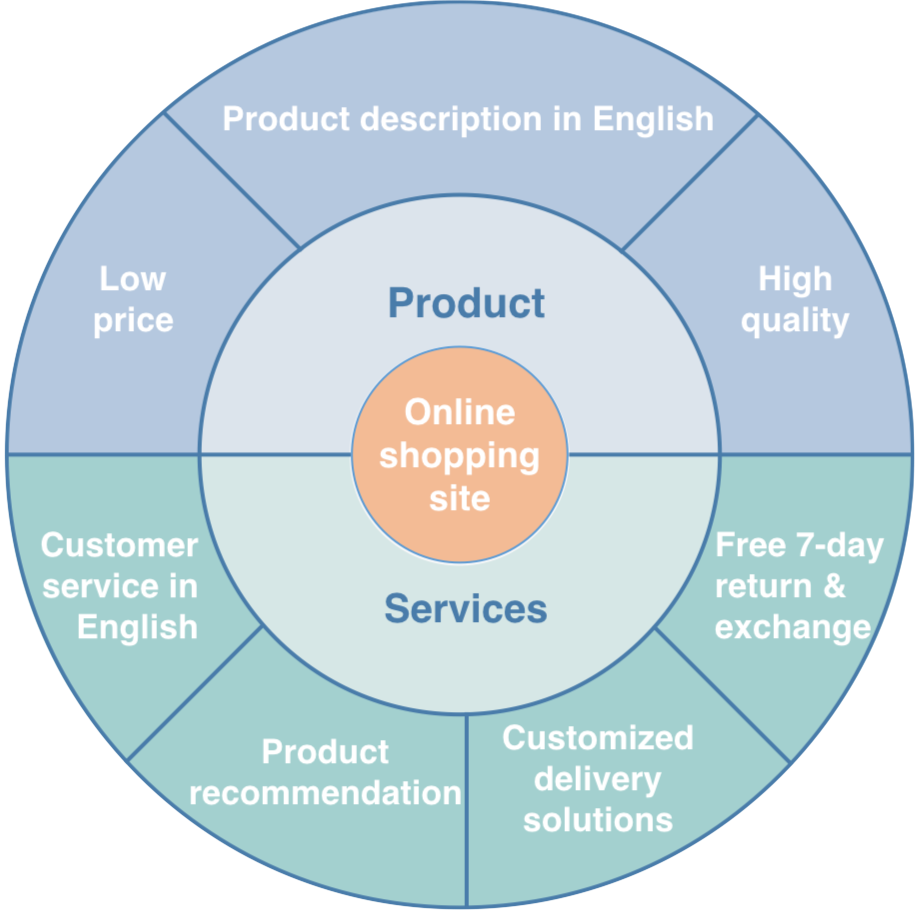 Product description in English
Low
price
High
quality
Product
Online
shopping
site
Services
Customer
service in
English
Free 7-day
return &
exchange
Product
recommendation
Customized
delivery
solutions